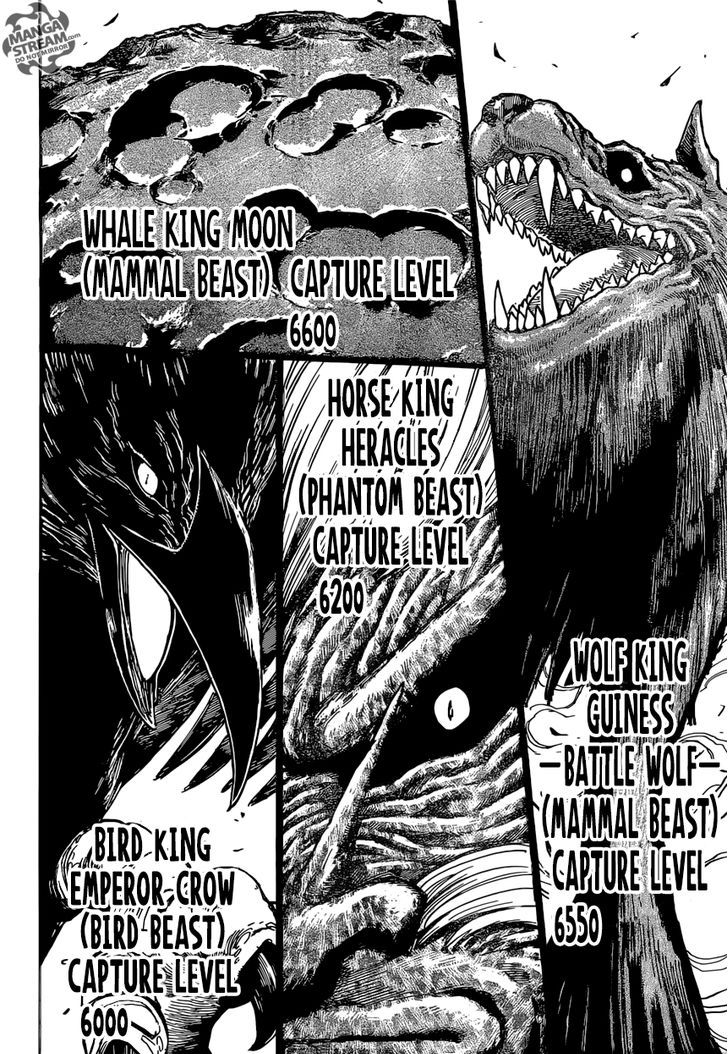 MANGA
STREAM.COM
DO NOT MIRROR
WHALE KING MOON
(MAMMAL BEAST) CAPTURE LEVEL
6600
HORSE KING
HERACLES
(PHANTOM BEAST)
CAPTURE LEVEL
6200
WOLF KING
GUINESS
—BATTLE WOLF—
(MAMMAL BEAST)
CAPTURE LEVEL
6550
BIRD KING
EMPEROR CROW
(BIRD BEAST)
CAPTURE LEVEL
6000